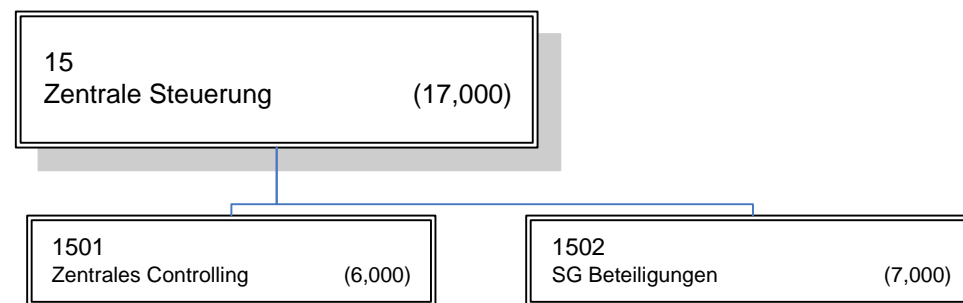 15
Zentrale Steuerung (17,000)
1501
Zentrales Controlling (6,000)
1502
SG Beteiligungen (7,000)